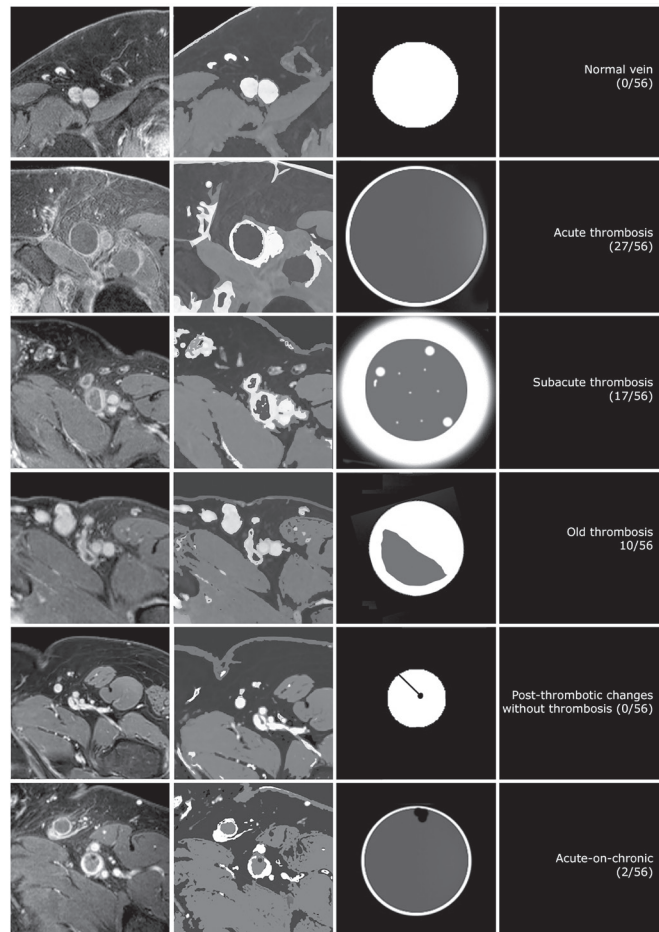 Normal vein
(0/56)
Acute thrombosis
(27/56)
Subacute thrombosis
(17/56)
Old thrombosis
10/56
Post-thrombotic changes
without thrombosis (0/56)
Acute-on-chronic
(2/56)